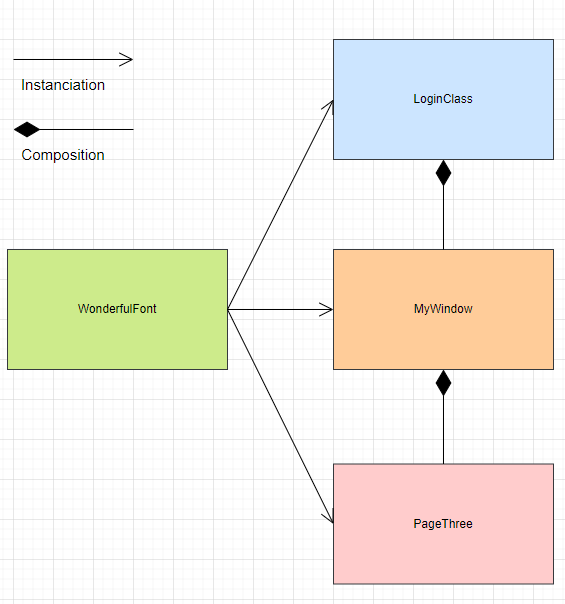 Instanciation
Composition
LoginClass
WonderfulFont
MyWindow
PageThree